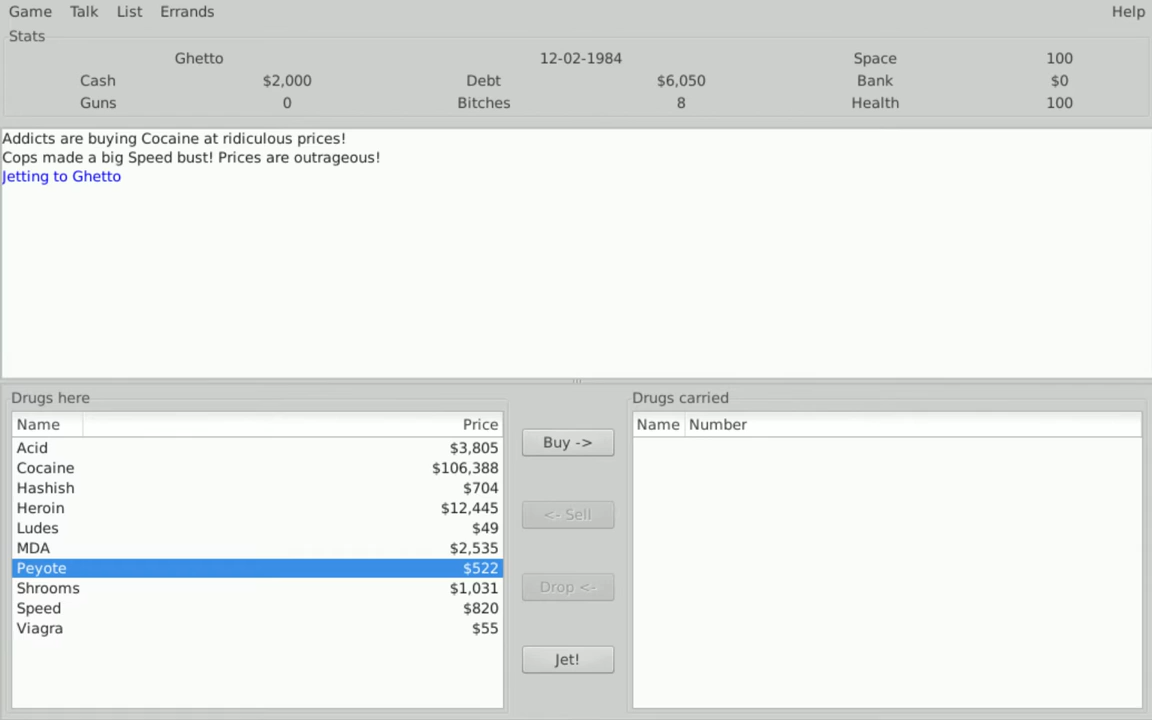 Game Talk List Errands Help
Stats
Ghetto 12-02-1984 Space 100
Cash $2,000 Debt $6,050 Bank $0
Guns 0 Bitches 8 Health 100
Addicts are buying Cocaine at ridiculous prices!
Cops made a big Speed bust! Prices are outrageous!
Jetting to Ghetto
Drugs here
Name Price
Acid $3,805
Cocaine $106,388
Hashish $704
Heroin $12,445
Ludes $49
MDA $2,535
Peyote $522
Shrooms $1,031
Speed $820
Viagra $55
Buy ->
<- Sell
Drop <-
Jet!
Drugs carried
Name Number